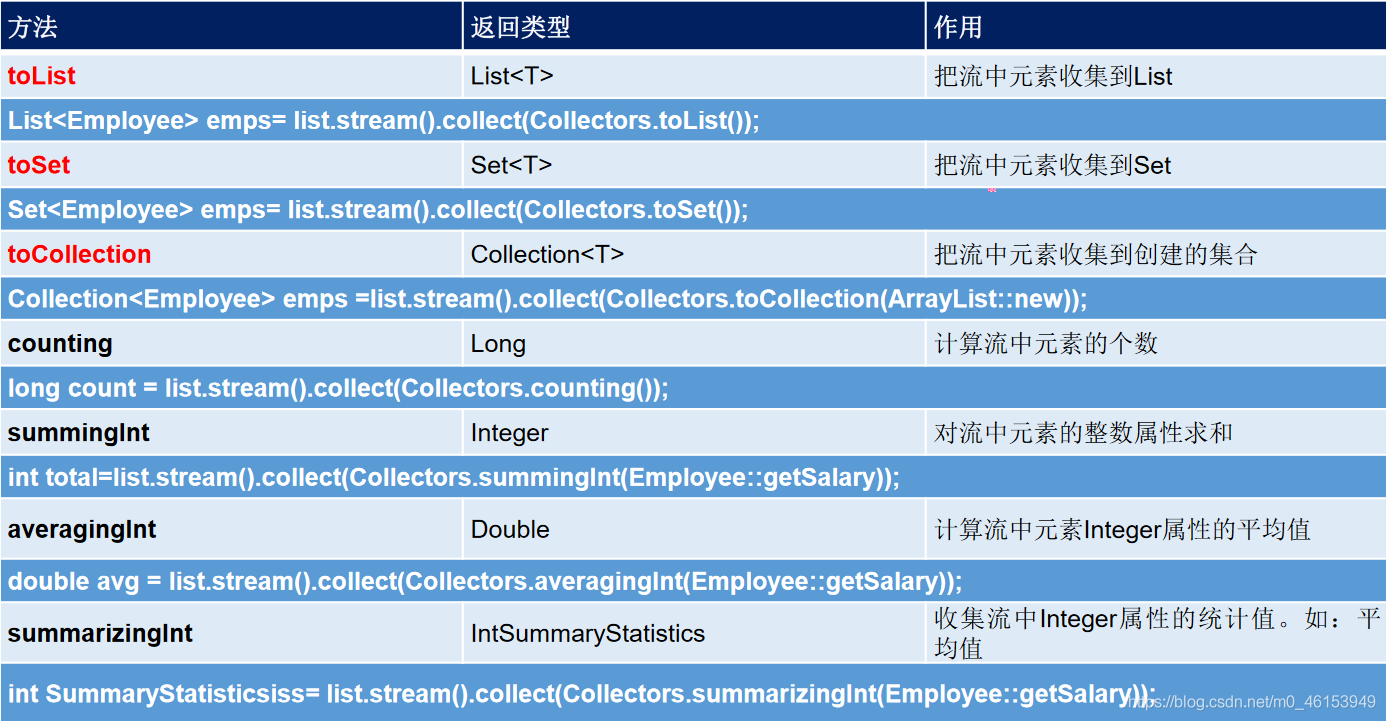 方法 返回类型 作用
toList List<T> 把流中元素收集到List
List<Employee> emps= list.stream().collect(Collectors.toList());
toSet Set<T> 把流中元素收集到Set
Set<Employee> emps= list.stream().collect(Collectors.toSet());
toCollection Collection<T> 把流中元素收集到创建的集合
Collection<Employee> emps =list.stream().collect(Collectors.toCollection(ArrayList::new));
counting Long 计算流中元素的个数
long count = list.stream().collect(Collectors.counting());
summingInt Integer 对流中元素的整数属性求和
int total=list.stream().collect(Collectors.summingInt(Employee::getSalary));
averagingInt Double 计算流中元素Integer属性的平均值
double avg = list.stream().collect(Collectors.averagingInt(Employee::getSalary));
summarizingInt IntSummaryStatistics 收集流中Integer属性的统计值。如：平
均值
int SummaryStatisticsiss= list.stream().collect(Collectors.summarizingInt(Employee::getSalary));
https://blog.csdn.net/m0_46153949